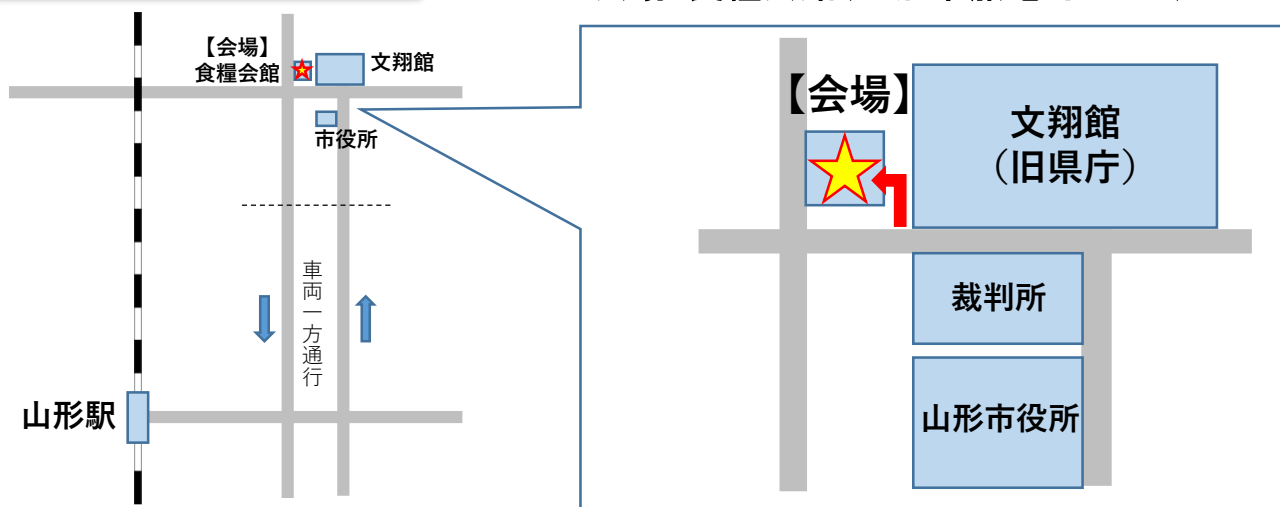 【会場】
食糧会館
文翔館
市役所
車両一方通行
山形駅
【会場】
文翔館
（旧県庁）
裁判所
山形市役所